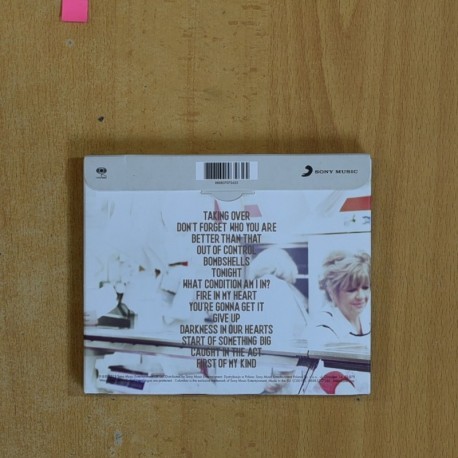 SONY MUSIC
TAKING OVER
DON'T FORGET WHO YOU ARE
BETTER THAN THAT
OUT OF CONTROL
BOMBSHELLS
TONIGHT
WHAT CONDITION AM I IN?
FIRE IN MY HEART
YOU'RE GONNA GET IT
GIVE UP
DARKNESS IN OUR HEARTS
START OF SOMETHING BIG
CAUGHT IN THE ACT
FIRST OF MY KIND